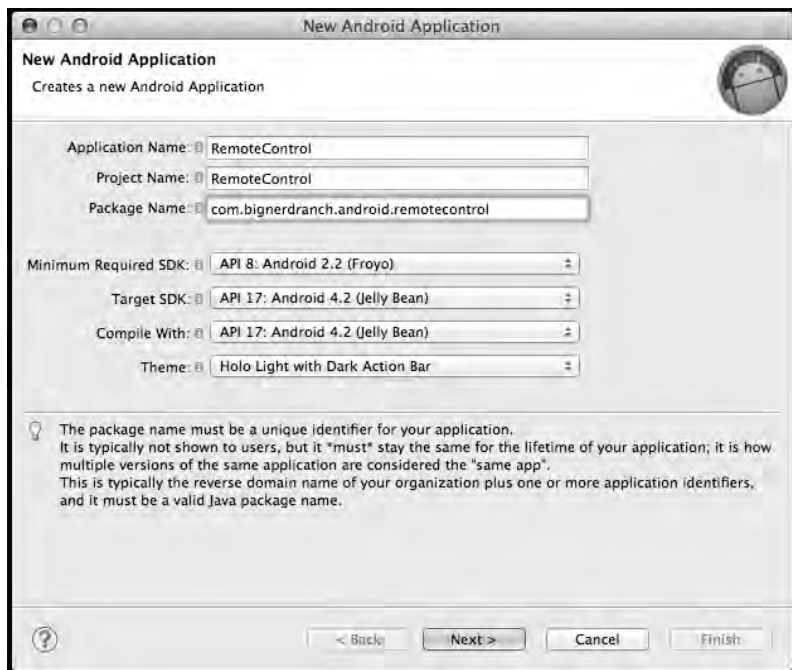 New Android Application
New Android Application
Creates a new Android Application
Application Name: RemoteControl
Project Name: RemoteControl
Package Name: com.bignerdranch.android.remotecontrol
Minimum Required SDK: API 8: Android 2.2 (Froyo)
Target SDK: API 17: Android 4.2 (Jelly Bean)
Compile With: API 17: Android 4.2 (Jelly Bean)
Theme: Holo Light with Dark Action Bar
The package name must be a unique identifier for your application.
It is typically not shown to users, but it *must* stay the same for the lifetime of your application; it is how
multiple versions of the same application are considered the "same app".
This is typically the reverse domain name of your organization plus one or more application identifiers,
and it must be a valid Java package name.
? < Back Next > Cancel Finish